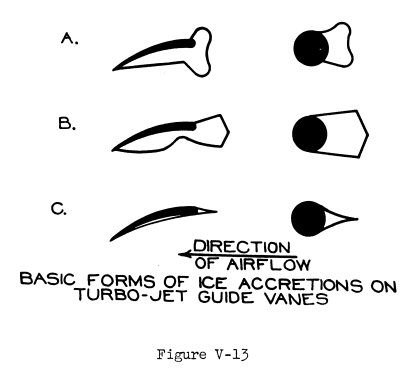 A.
B.
C.
DIRECTION
OF AIRFLOW
BASIC FORMS OF ICE ACCRETIONS ON
TURBO-JET GUIDE VANES
Figure V-13